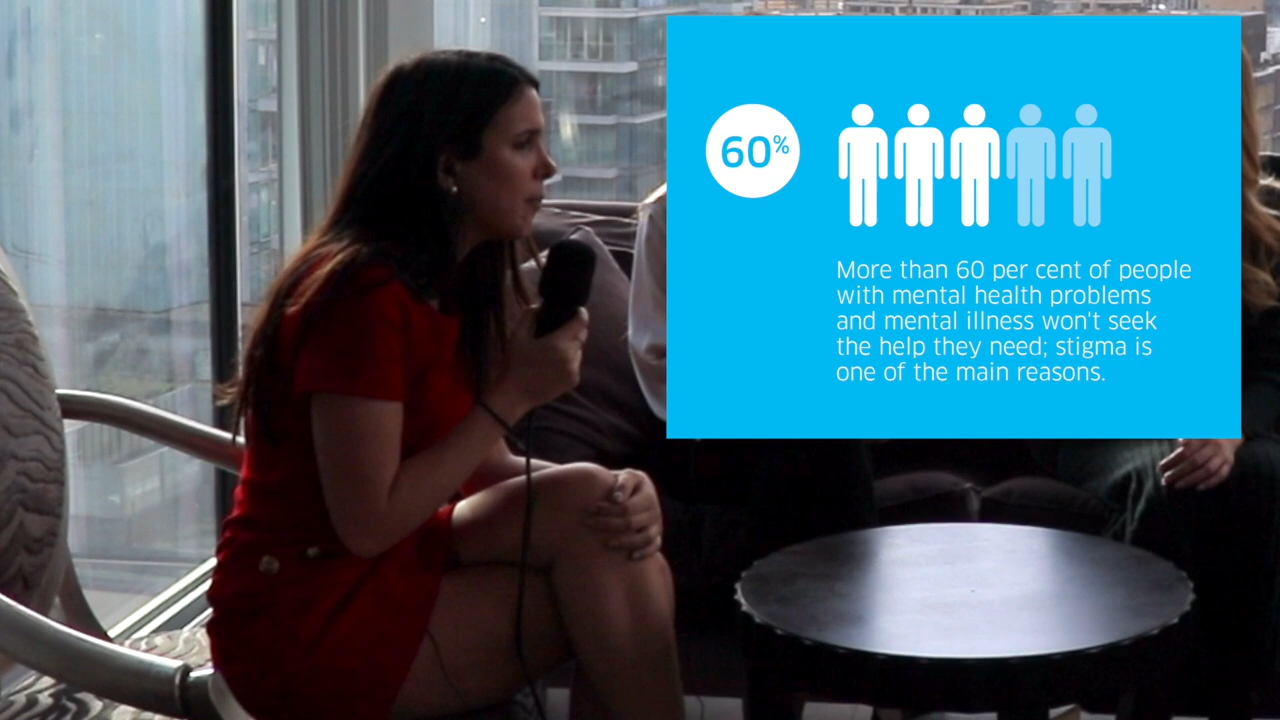 60%
More than 60 per cent of people
with mental health problems
and mental illness won't seek
the help they need; stigma is
one of the main reasons.